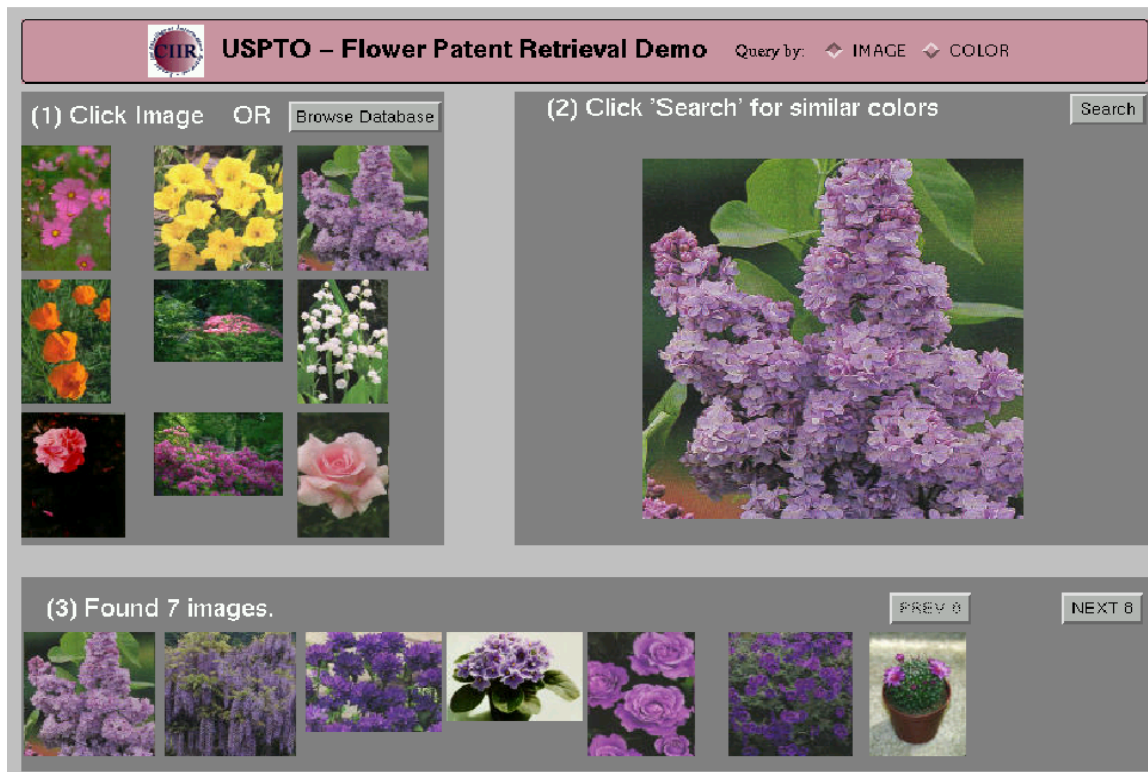 CIIR USPTO – Flower Patent Retrieval Demo Query by: IMAGE COLOR
(1) Click Image OR Browse Database
(2) Click 'Search' for similar colors Search
(3) Found 7 images. PREV 0 NEXT 8